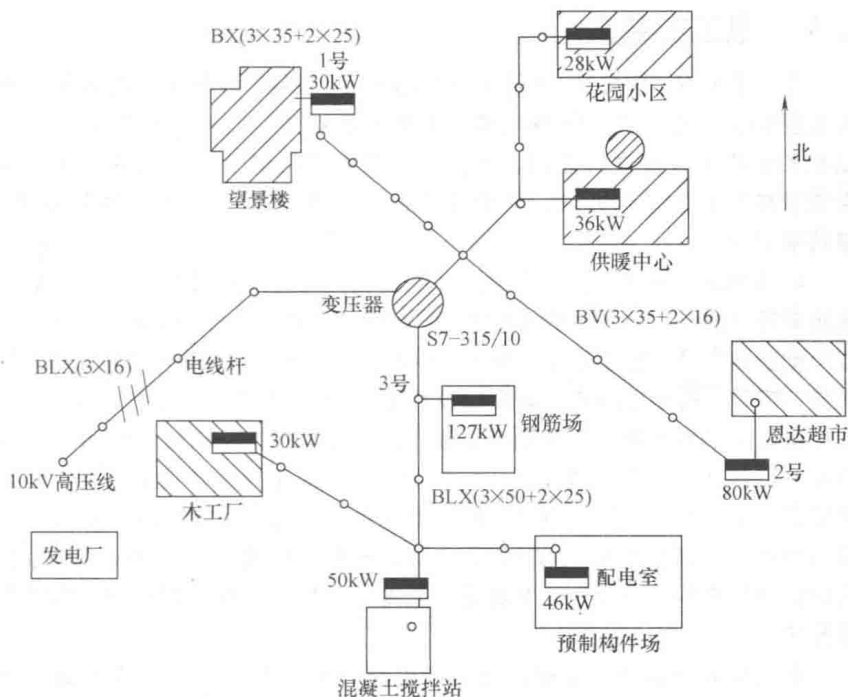 BX(3×35+2×25)
1号
30kW
望景楼
28kW
花园小区
北
36kW
供暖中心
变压器
S7-315/10
BV(3×35+2×16)
BLX(3×16)
电线杆
3号
127kW
钢筋场
恩达超市
2号
80kW
10kV高压线
30kW
木工厂
BLX(3×50+2×25)
发电厂
50kW
配电室
46kW
预制构件场
混凝土搅拌站